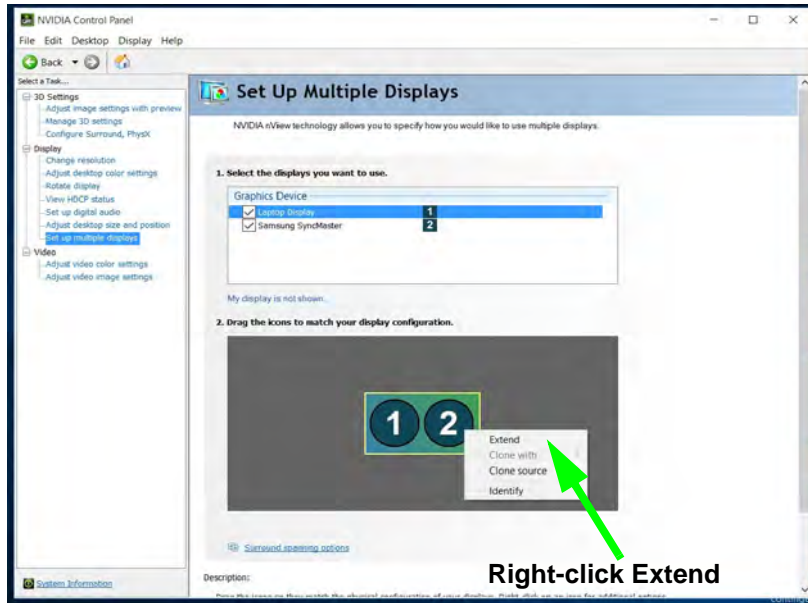 NVIDIA Control Panel
File Edit Desktop Display Help
Back
Select a Task...
3D Settings
Adjust image settings with preview
Manage 3D settings
Configure Surround, PhysX
Display
Change resolution
Adjust desktop color settings
Rotate display
View HDCP status
Set up digital audio
Adjust desktop size and position
Set up multiple displays
Video
Adjust video color settings
Adjust video image settings
System Information
Set Up Multiple Displays
NVIDIA nView technology allows you to specify how you would like to use multiple displays.
1. Select the displays you want to use.
Graphics Device
Laptop Display 1
Samsung SyncMaster 2
My display is not shown...
2. Drag the icons to match your display configuration.
1 2
Extend
Clone with
Clone source
Identify
Surround spanning options
Right-click Extend
Description: